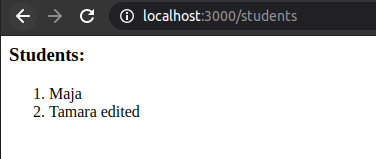 localhost:3000/students
Students:
1. Maja
2. Tamara edited